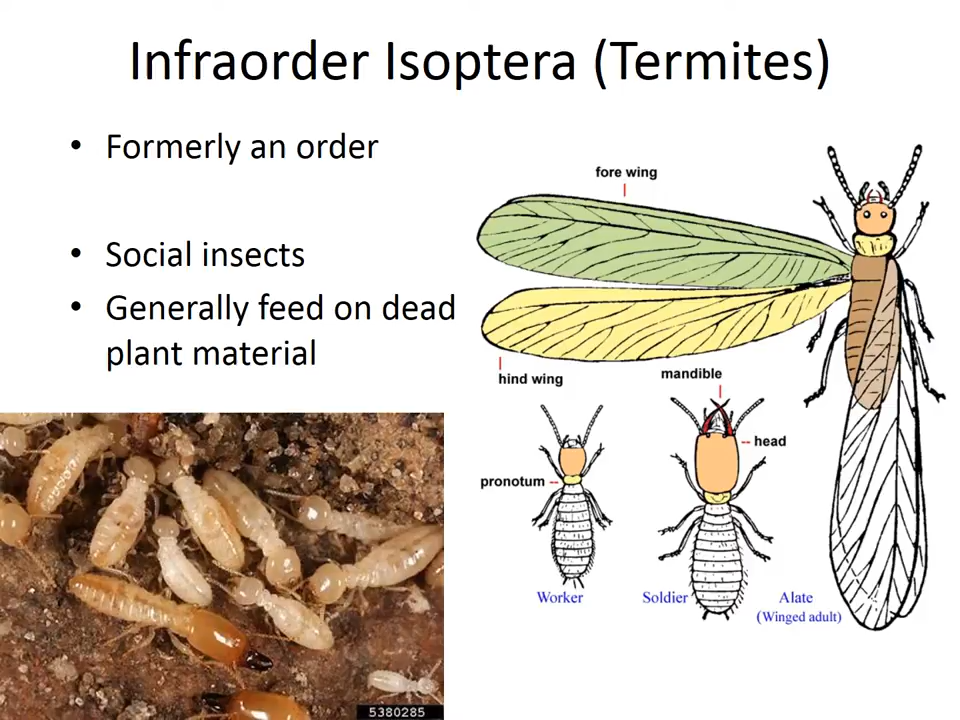 Infraorder Isoptera (Termites)
• Formerly an order
• Social insects
• Generally feed on dead
plant material
fore wing
hind wing
mandible
head
pronotum
Worker
Soldier
Alate
(Winged adult)
5380285